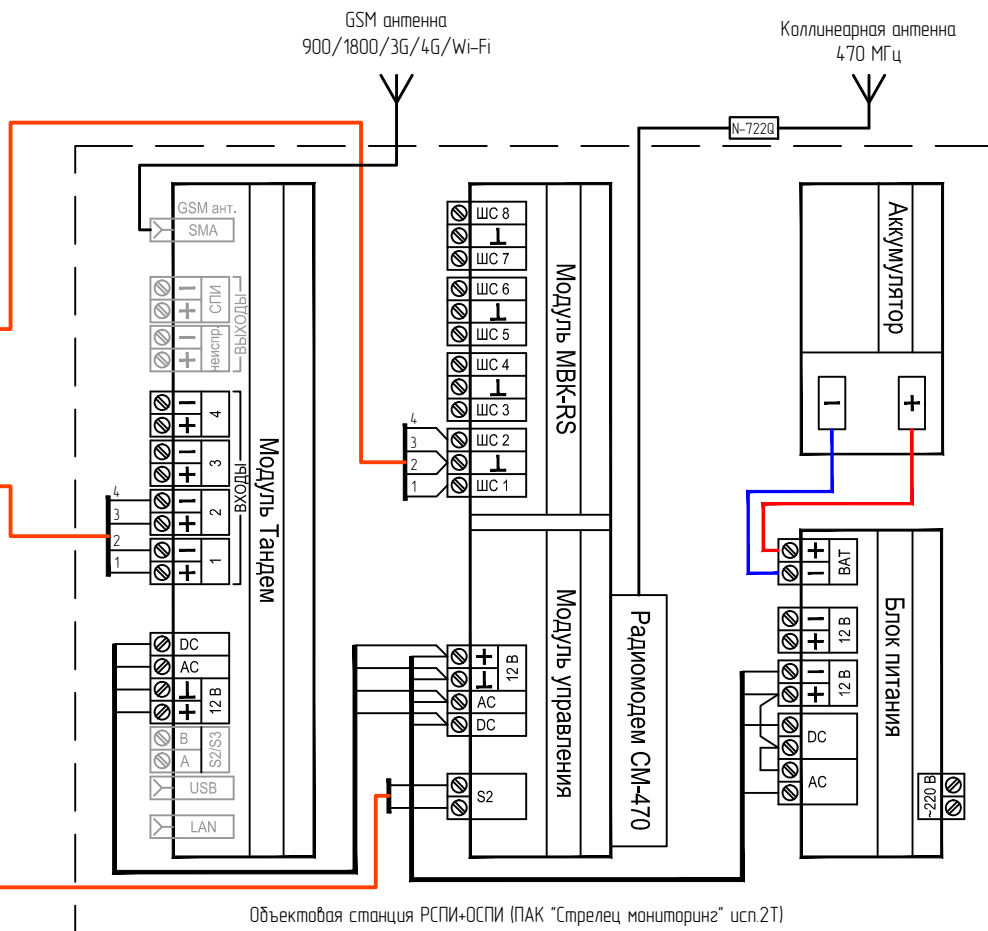 GSM антенна
900/1800/3G/4G/Wi-Fi
Коллинеарная антенна
470 МГц
N-722Q
GSM ант.
SMA
СПИ
неиспр.
ВЫХОДЫ
4
3
2
1
ВХОДЫ
4
3
2
1
DC
AC
12 В
B
A
S2/S3
USB
LAN
Модуль Тандем
ШС 8
ШС 7
ШС 6
ШС 5
ШС 4
ШС 3
ШС 2
ШС 1
4
3
2
1
Модуль МВК-RS
12 В
AC
DC
S2
Модуль управления
Радиомодем СМ-470
Аккумулятор
−
+
+
−
BAT
−
+
12 В
−
+
12 В
DC
AC
~220 В
Блок питания
Объектовая станция РСПИ+ОСПИ (ПАК "Стрелец мониторинг" исп.2Т)